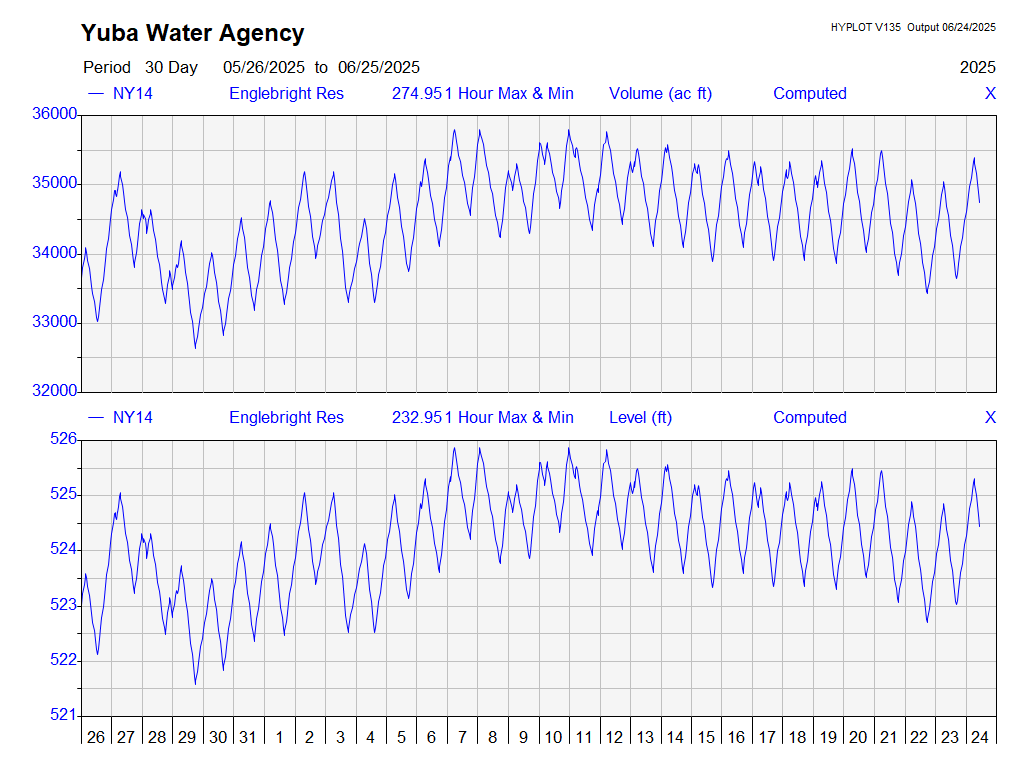 Yuba Water Agency
HYPLOT V135 Output 06/24/2025
Period 30 Day 05/26/2025 to 06/25/2025
2025
NY14 Englebright Res 274.951 Hour Max & Min Volume (ac ft) Computed X
36000
35000
34000
33000
32000
NY14 Englebright Res 232.951 Hour Max & Min Level (ft) Computed X
526
525
524
523
522
521
26 27 28 29 30 31 1 2 3 4 5 6 7 8 9 10 11 12 13 14 15 16 17 18 19 20 21 22 23 24